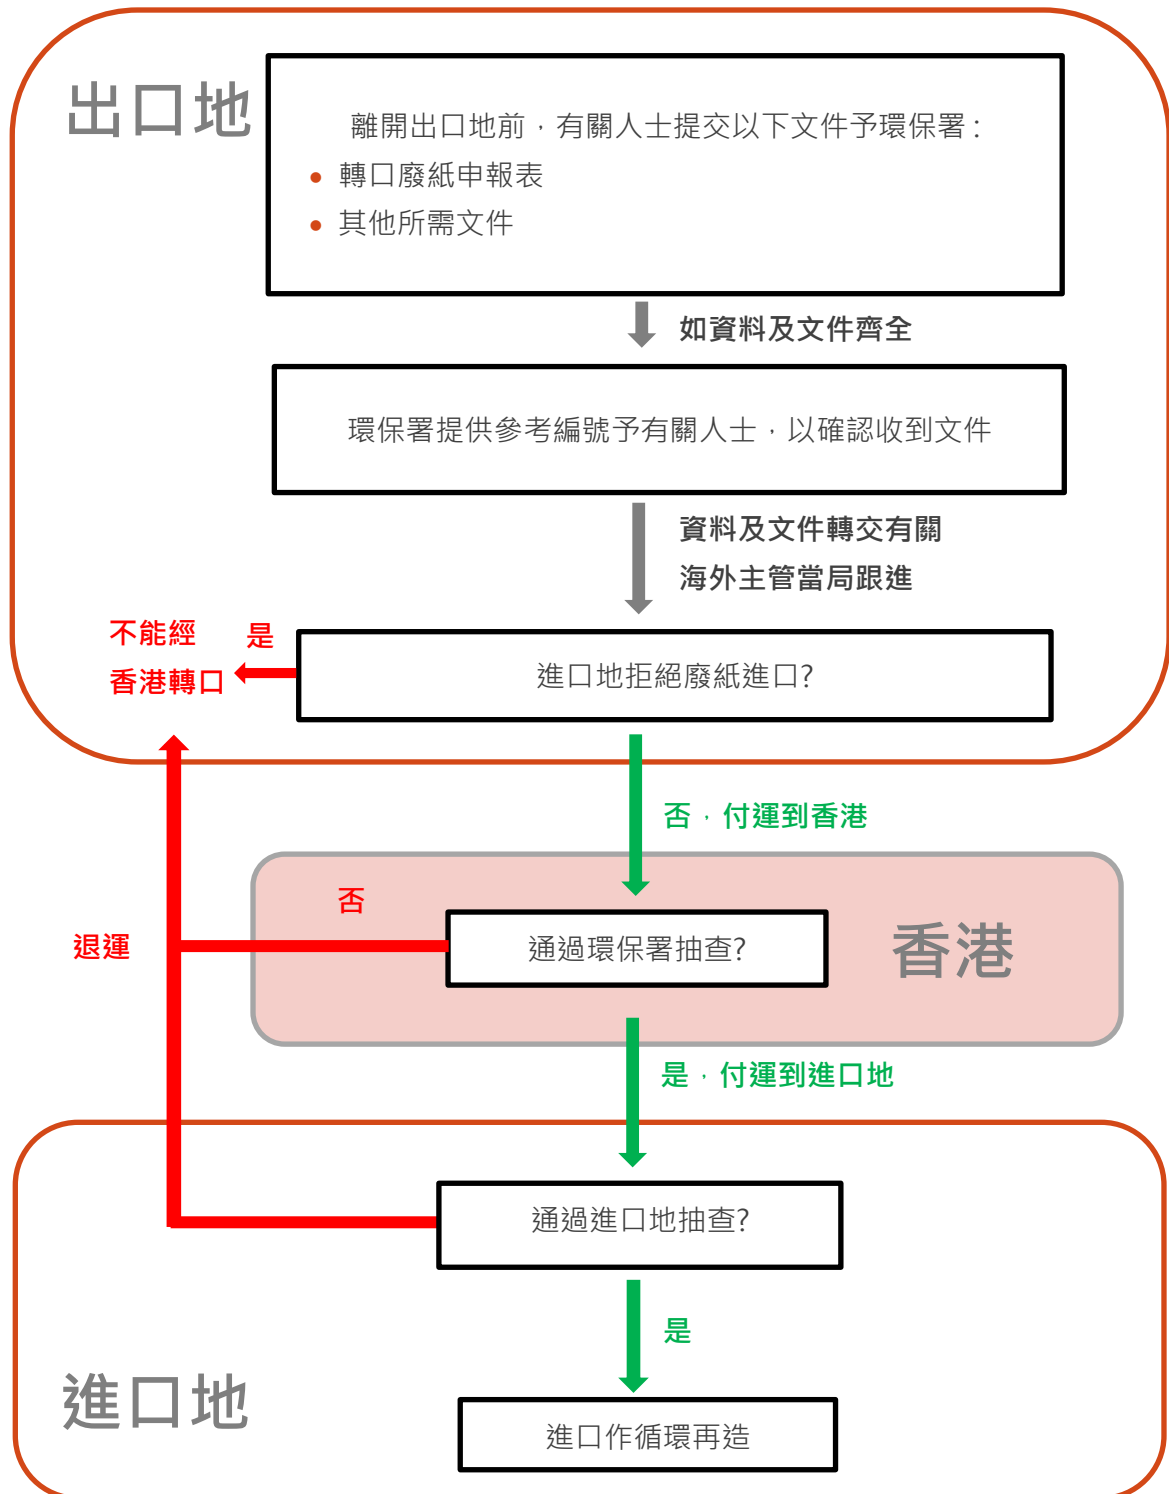 出口地
離開出口地前，有關人士提交以下文件予環保署：
• 轉口廢紙申報表
• 其他所需文件
如資料及文件齊全
環保署提供參考編號予有關人士，以確認收到文件
資料及文件轉交有關
海外主管當局跟進
不能經
香港轉口
是
進口地拒絕廢紙進口?
否，付運到香港
否
退運
通過環保署抽查?
香港
是，付運到進口地
通過進口地抽查?
是
進口地
進口作循環再造